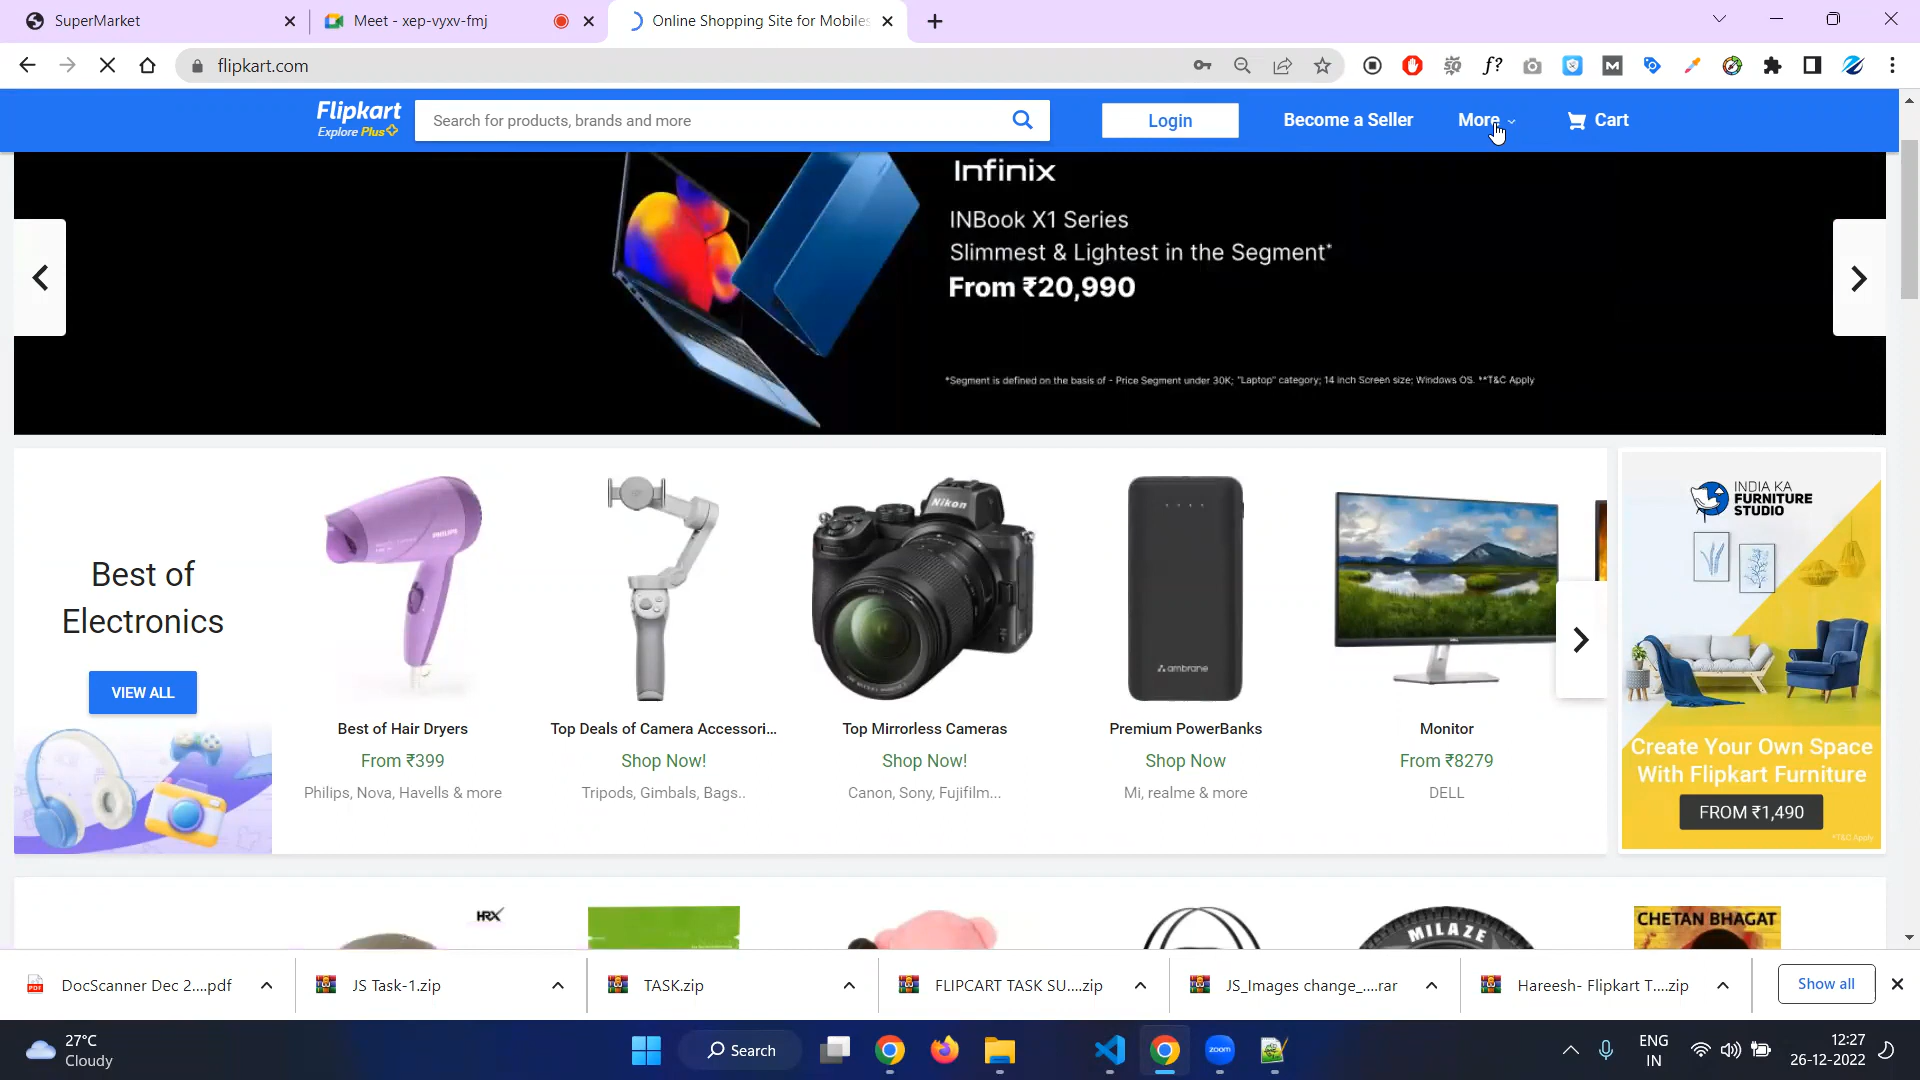 SuperMarket
Meet - xep-vyxv-fmj
Online Shopping Site for Mobiles
flipkart.com
Flipkart
Explore Plus
Search for products, brands and more
Login
Become a Seller
More
Cart
Infinix
INBook X1 Series
Slimmest & Lightest in the Segment*
From ₹20,990
*Segment is defined on the basis of - Price Segment under 30K; "Laptop" category; 14 inch Screen size; Windows OS. **T&C Apply
Best of
Electronics
VIEW ALL
PHILIPS
Nikon
ambrane
Best of Hair Dryers
From ₹399
Philips, Nova, Havells & more
Top Deals of Camera Accessori...
Shop Now!
Tripods, Gimbals, Bags..
Top Mirrorless Cameras
Shop Now!
Canon, Sony, Fujifilm...
Premium PowerBanks
Shop Now
Mi, realme & more
Monitor
From ₹8279
DELL
INDIA KA
FURNITURE
STUDIO
Create Your Own Space
With Flipkart Furniture
FROM ₹1,490
*T&C Apply
HRX
MILAZE
CHETAN BHAGAT
DocScanner Dec 2....pdf
JS Task-1.zip
TASK.zip
FLIPCART TASK SU....zip
JS_Images change_....rar
Hareesh- Flipkart T....zip
Show all
27°C
Cloudy
Search
zoom
ENG
IN
12:27
26-12-2022